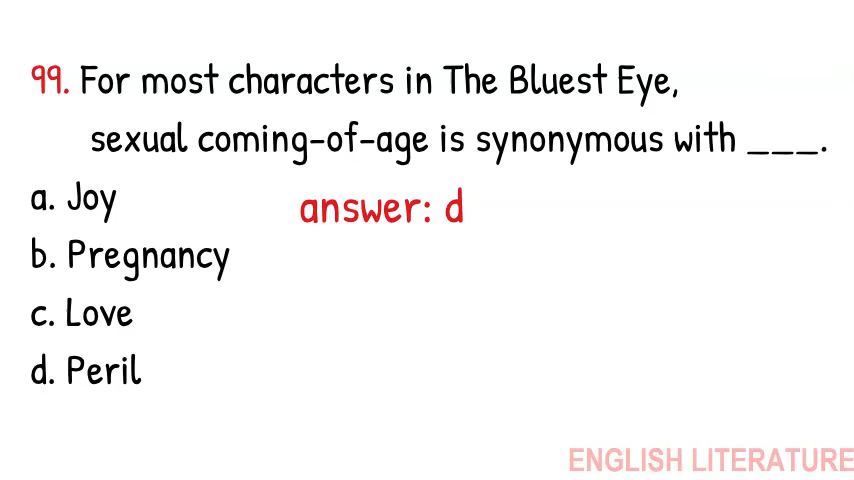 99. For most characters in The Bluest Eye,
sexual coming-of-age is synonymous with ___.
a. Joy
answer: d
b. Pregnancy
c. Love
d. Peril
ENGLISH LITERATURE